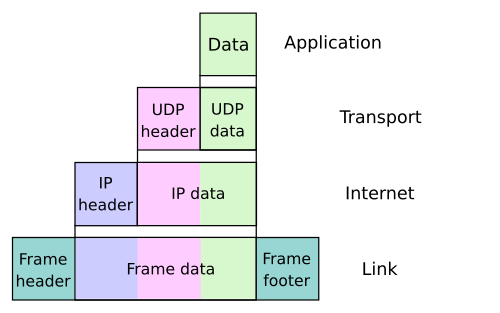 Data
Application
UDP
header
UDP
data
Transport
IP
header
IP data
Internet
Frame
header
Frame data
Frame
footer
Link